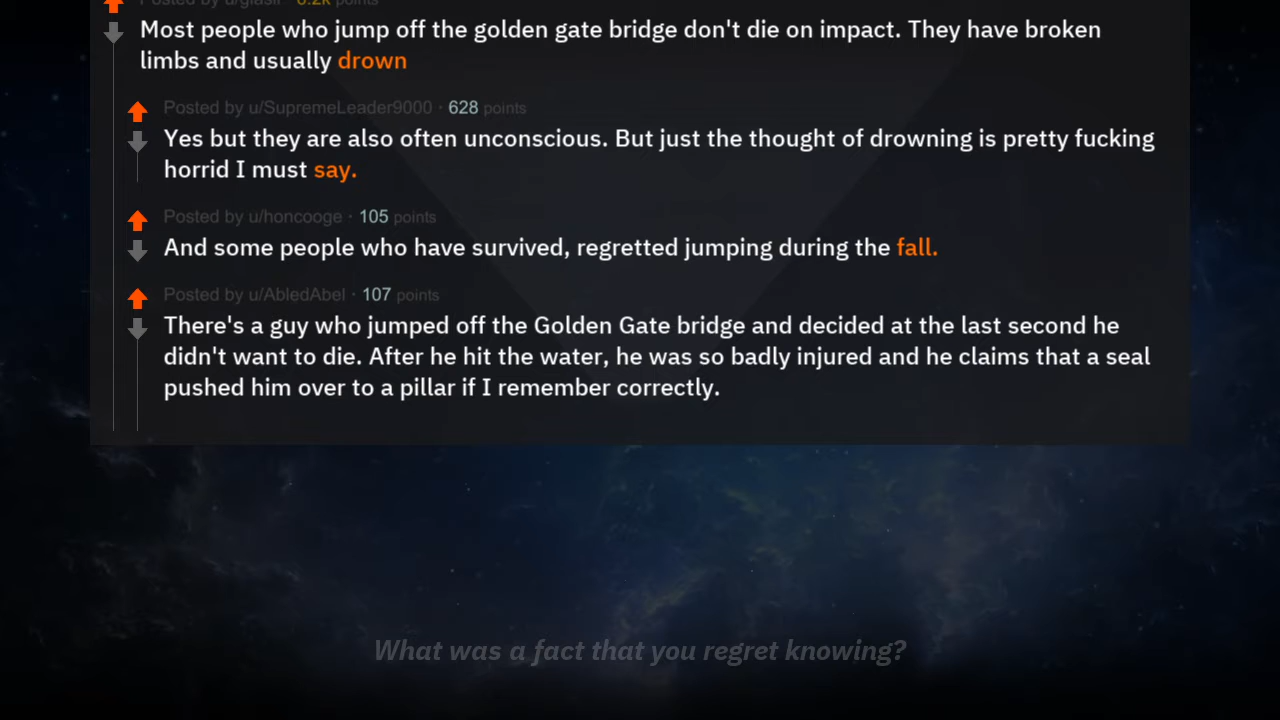 Posted by u/glasii · 6.2k points
Most people who jump off the golden gate bridge don't die on impact. They have broken
limbs and usually drown
Posted by u/SupremeLeader9000 · 628 points
Yes but they are also often unconscious. But just the thought of drowning is pretty fucking
horrid I must say.
Posted by u/honcooge · 105 points
And some people who have survived, regretted jumping during the fall.
Posted by u/AbledAbel · 107 points
There's a guy who jumped off the Golden Gate bridge and decided at the last second he
didn't want to die. After he hit the water, he was so badly injured and he claims that a seal
pushed him over to a pillar if I remember correctly.
What was a fact that you regret knowing?